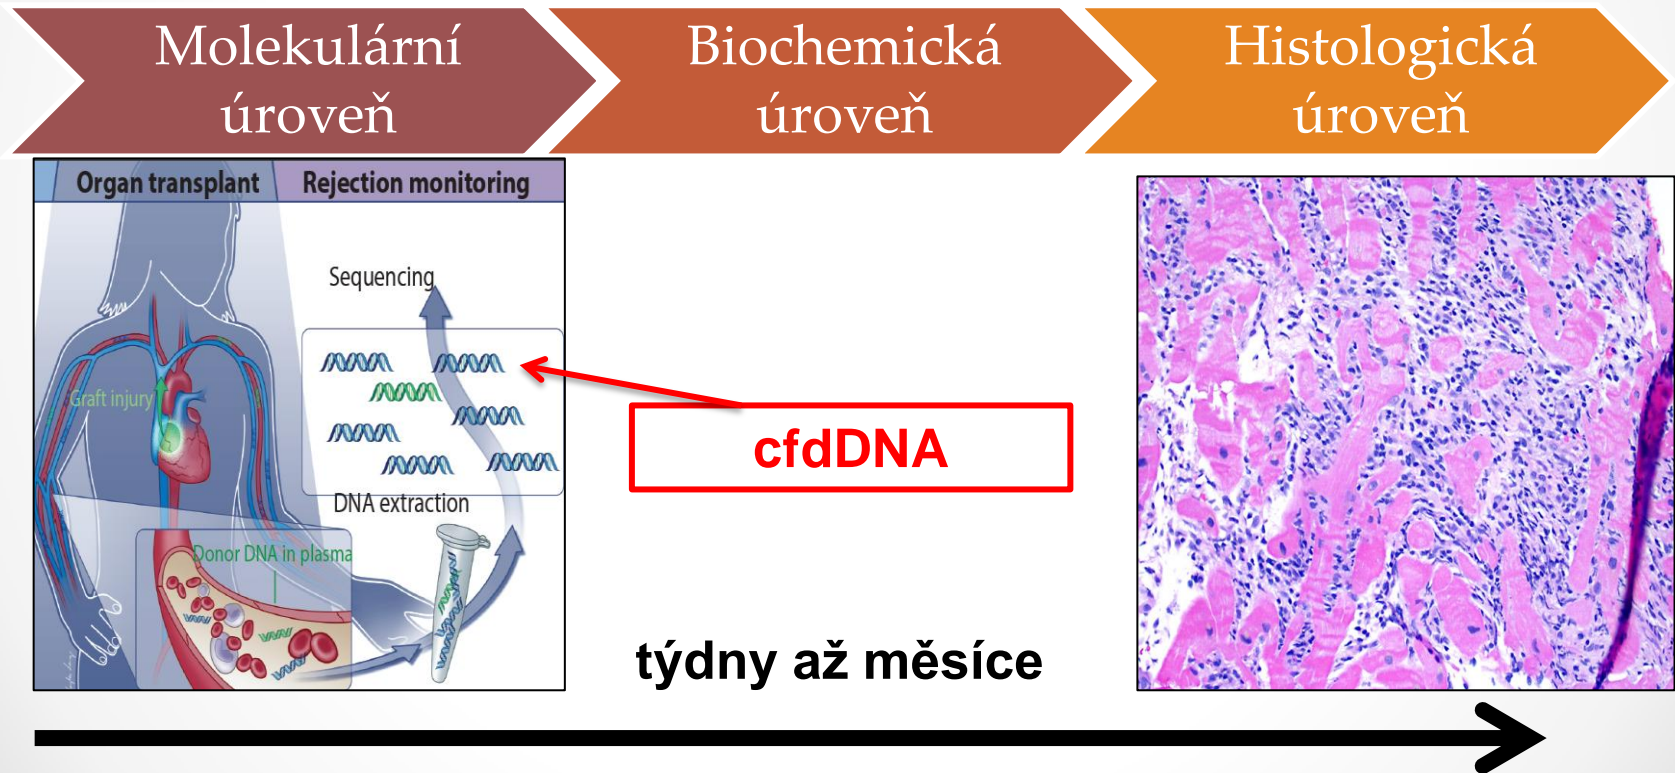 Molekulární
úroveň
Biochemická
úroveň
Histologická
úroveň
Organ transplant
Rejection monitoring
Sequencing
Graft injury
DNA extraction
Donor DNA in plasma
cfdDNA
týdny až měsíce